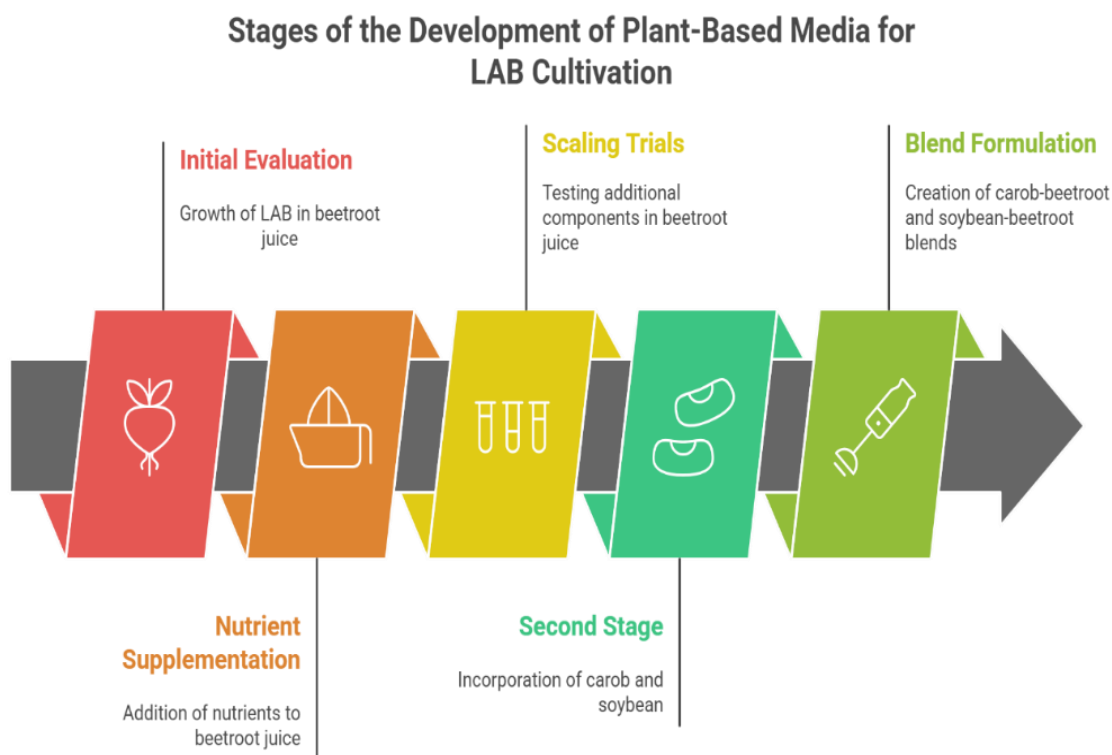 Stages of the Development of Plant-Based Media for
LAB Cultivation
Initial Evaluation
Growth of LAB in beetroot
juice
Nutrient
Supplementation
Addition of nutrients to
beetroot juice
Scaling Trials
Testing additional
components in beetroot
juice
Second Stage
Incorporation of carob and
soybean
Blend Formulation
Creation of carob-beetroot
and soybean-beetroot
blends